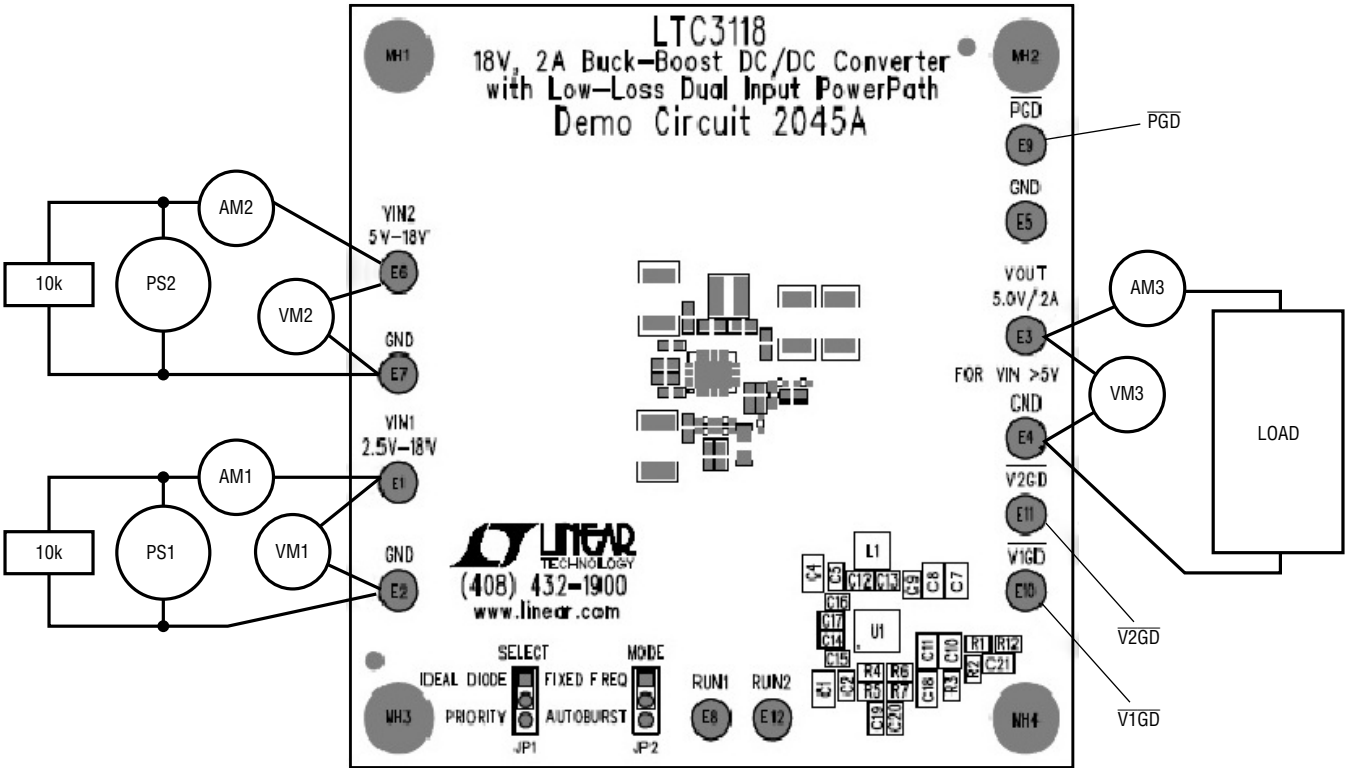 LTC3118
18V, 2A Buck-Boost DC/DC Converter
with Low-Loss Dual Input PowerPath
Demo Circuit 2045A
MH1
MH2
PGD
E9
PGD
GND
E5
AM2
VIN2
5V-18V
E6
10k
PS2
VM2
GND
E7
VOUT
5.0V/2A
E3
AM3
FOR VIN >5V
VM3
GND
E4
LOAD
VIN1
2.5V-18V
E1
AM1
10k
PS1
VM1
GND
E2
V2GD
E11
V1GD
E10
V2GD
V1GD
LINEAR
TECHNOLOGY
(408) 432-1900
www.linear.com
L1
C4
C5
C12
C13
C9
C8
C7
C16
C17
C14
C15
U1
C11
C10
R1
R12
R2
C21
R4
R6
R5
R7
C1
C2
C18
R3
C19
C20
SELECT
MODE
IDEAL DIODE
FIXED FREQ
PRIORITY
AUTOBURST
JP1
JP2
RUN1
RUN2
E8
E12
MH3
MH4